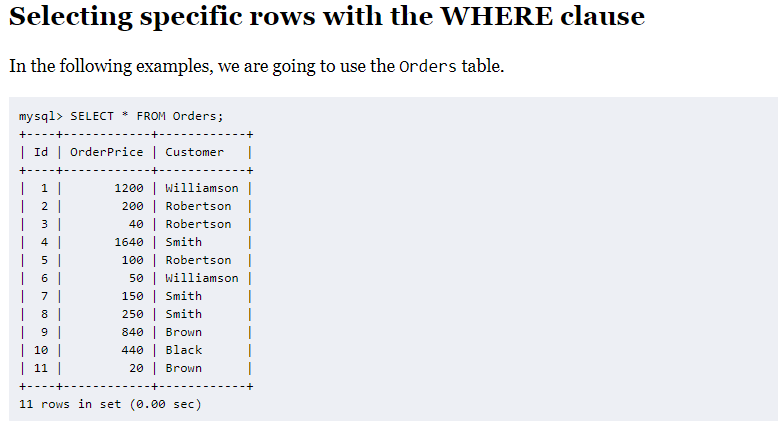 Selecting specific rows with the WHERE clause
In the following examples, we are going to use the Orders table.
mysql> SELECT * FROM Orders;
+----+------------+------------+
| Id | OrderPrice | Customer   |
+----+------------+------------+
|  1 |       1200 | Williamson |
|  2 |        200 | Robertson  |
|  3 |         40 | Robertson  |
|  4 |       1640 | Smith      |
|  5 |        100 | Robertson  |
|  6 |         50 | Williamson |
|  7 |        150 | Smith      |
|  8 |        250 | Smith      |
|  9 |        840 | Brown      |
| 10 |        440 | Black      |
| 11 |         20 | Brown      |
+----+------------+------------+
11 rows in set (0.00 sec)